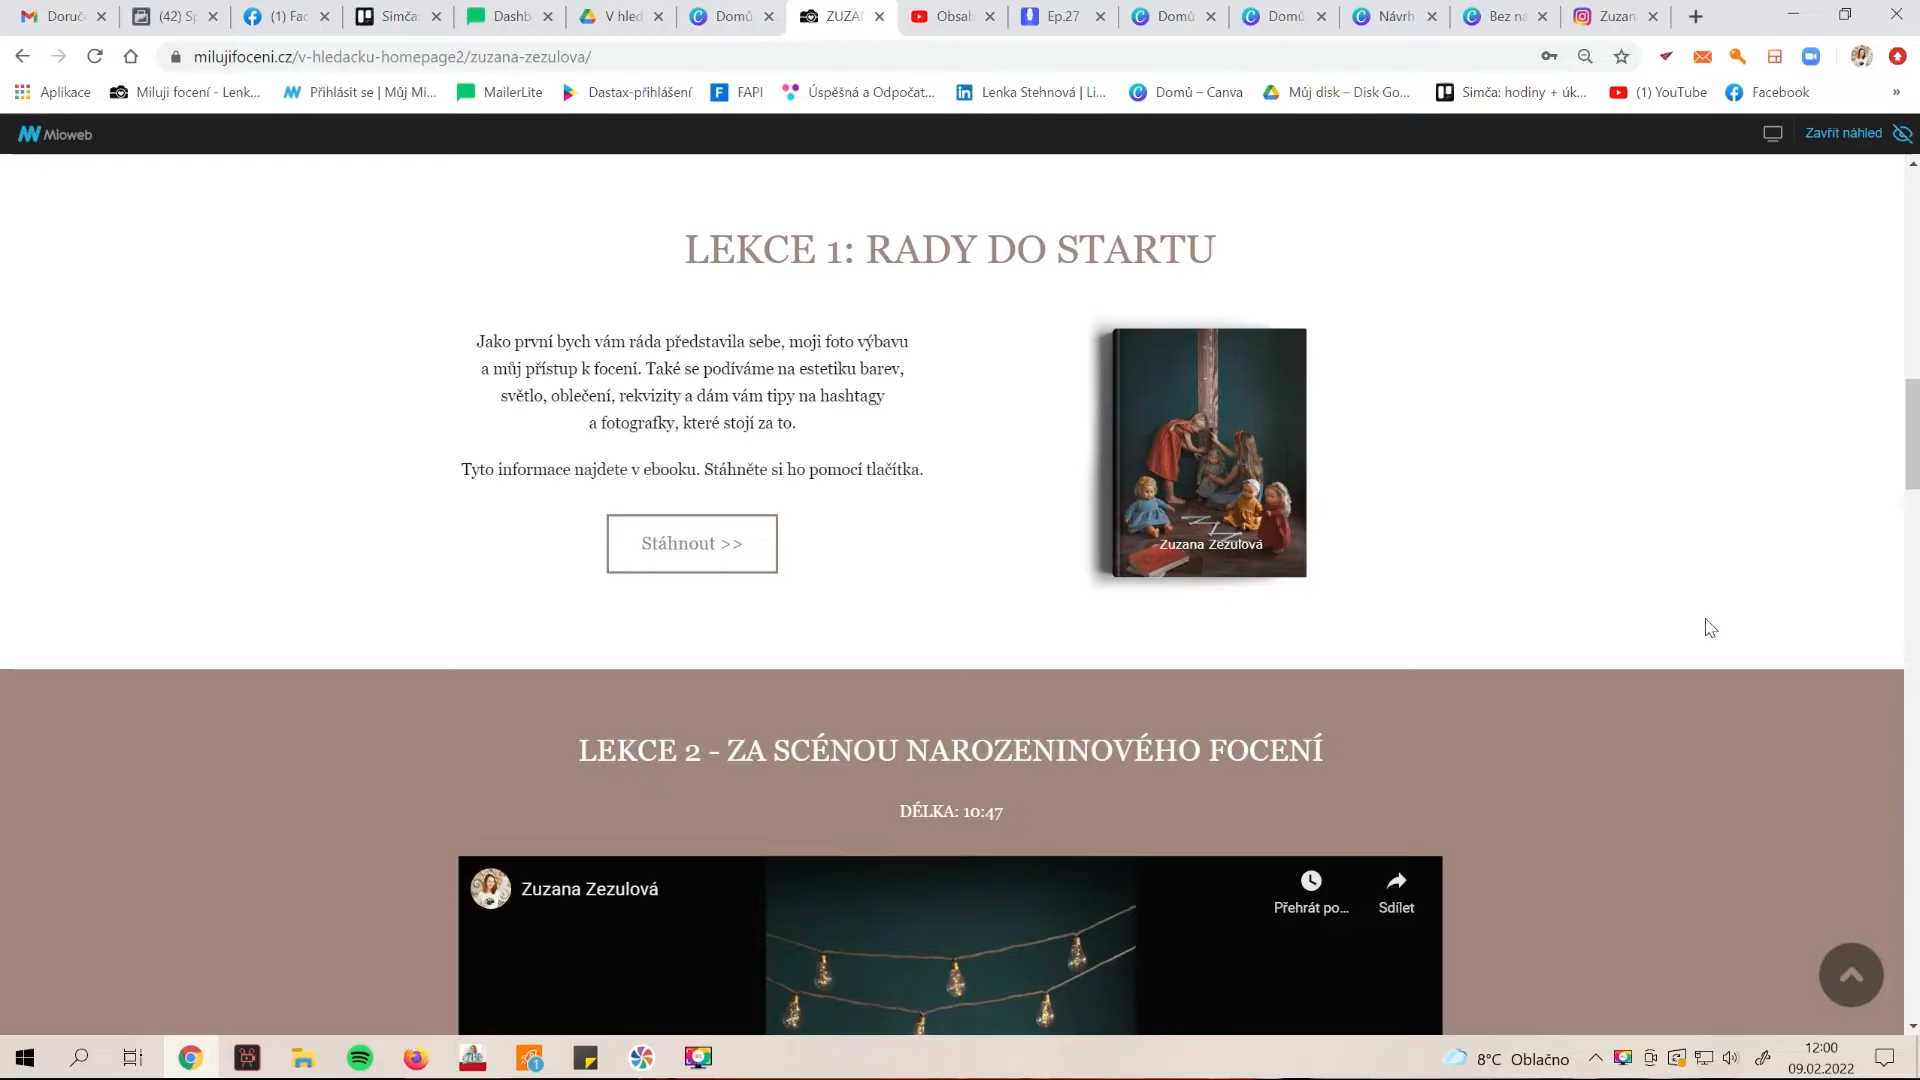 Doruč
(42) Sp
(1) Fac
Simča:
Dashb
V hled
Domů
ZUZAN
Obsah
Ep.27
Domů
Domů
Návrh
Bez ná
Zuzan
milujifoceni.cz/v-hledacku-homepage2/zuzana-zezulova/
Aplikace
Miluji focení - Lenk...
Přihlásit se | Můj Mi...
MailerLite
Dastax-přihlášení
FAPI
Úspěšná a Odpočat...
Lenka Stehnová | Li...
Domů – Canva
Můj disk – Disk Go...
Simča: hodiny + úk...
(1) YouTube
Facebook
»
Mioweb
Zavřít náhled
LEKCE 1: RADY DO STARTU
Jako první bych vám ráda představila sebe, moji foto výbavu
a můj přístup k focení. Také se podíváme na estetiku barev,
světlo, oblečení, rekvizity a dám vám tipy na hashtagy
a fotografky, které stojí za to.
Tyto informace najdete v ebooku. Stáhněte si ho pomocí tlačítka.
Stáhnout >>
Zuzana Zezulová
LEKCE 2 - ZA SCÉNOU NAROZENINOVÉHO FOCENÍ
DÉLKA: 10:47
Zuzana Zezulová
Přehrát po...
Sdílet
8°C Oblačno
12:00
09.02.2022